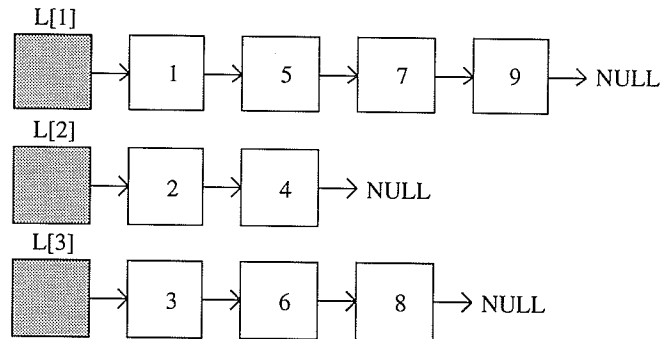 L[1]
1 5 7 9 NULL
L[2]
2 4 NULL
L[3]
3 6 8 NULL